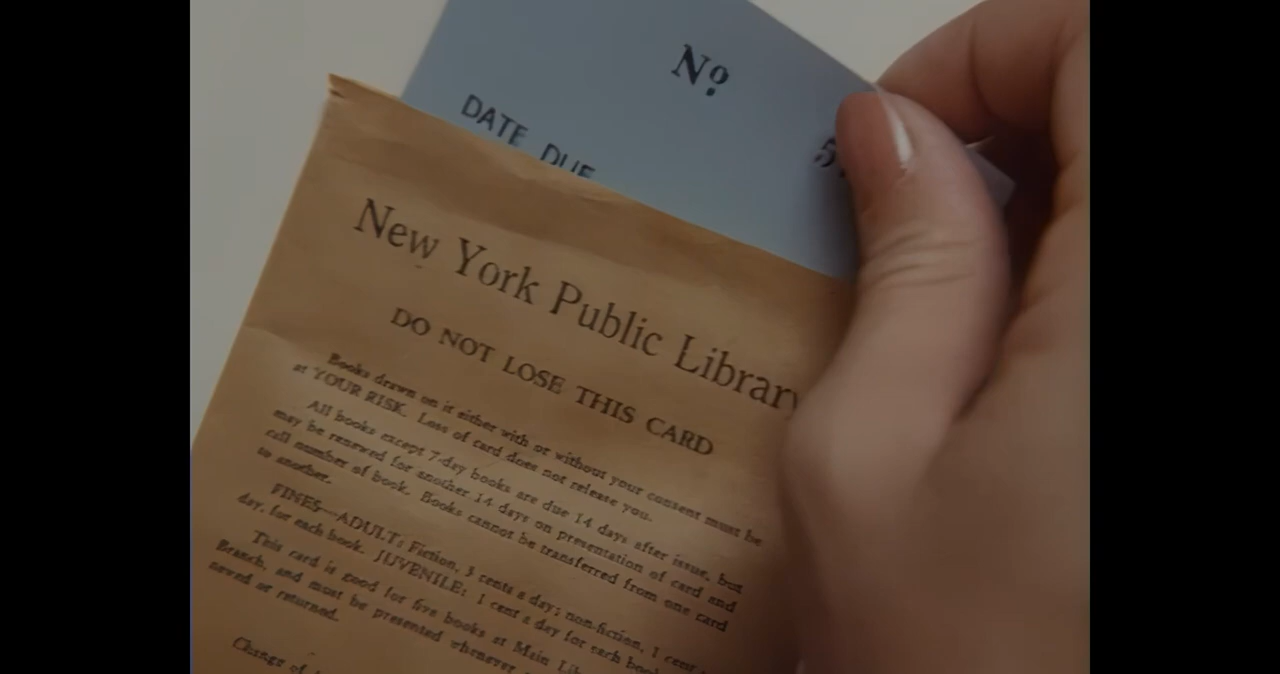 Nº
5
DATE DUE
New York Public Library
DO NOT LOSE THIS CARD
Books drawn on it either with or without your consent must be
at YOUR RISK. Loss of card does not release you.
All books except 7-day books are due 14 days after issue, but
may be renewed for another 14 days on presentation of card and
call number of book. Books cannot be transferred from one card
to another.
FINES—ADULT: Fiction, 3 cents a day; non-fiction, 1 cent
day, for each book. JUVENILE: 1 cent a day for each book
This card is good for five books at Main
Branch, and must be presented whenever
newed or returned.
Change of